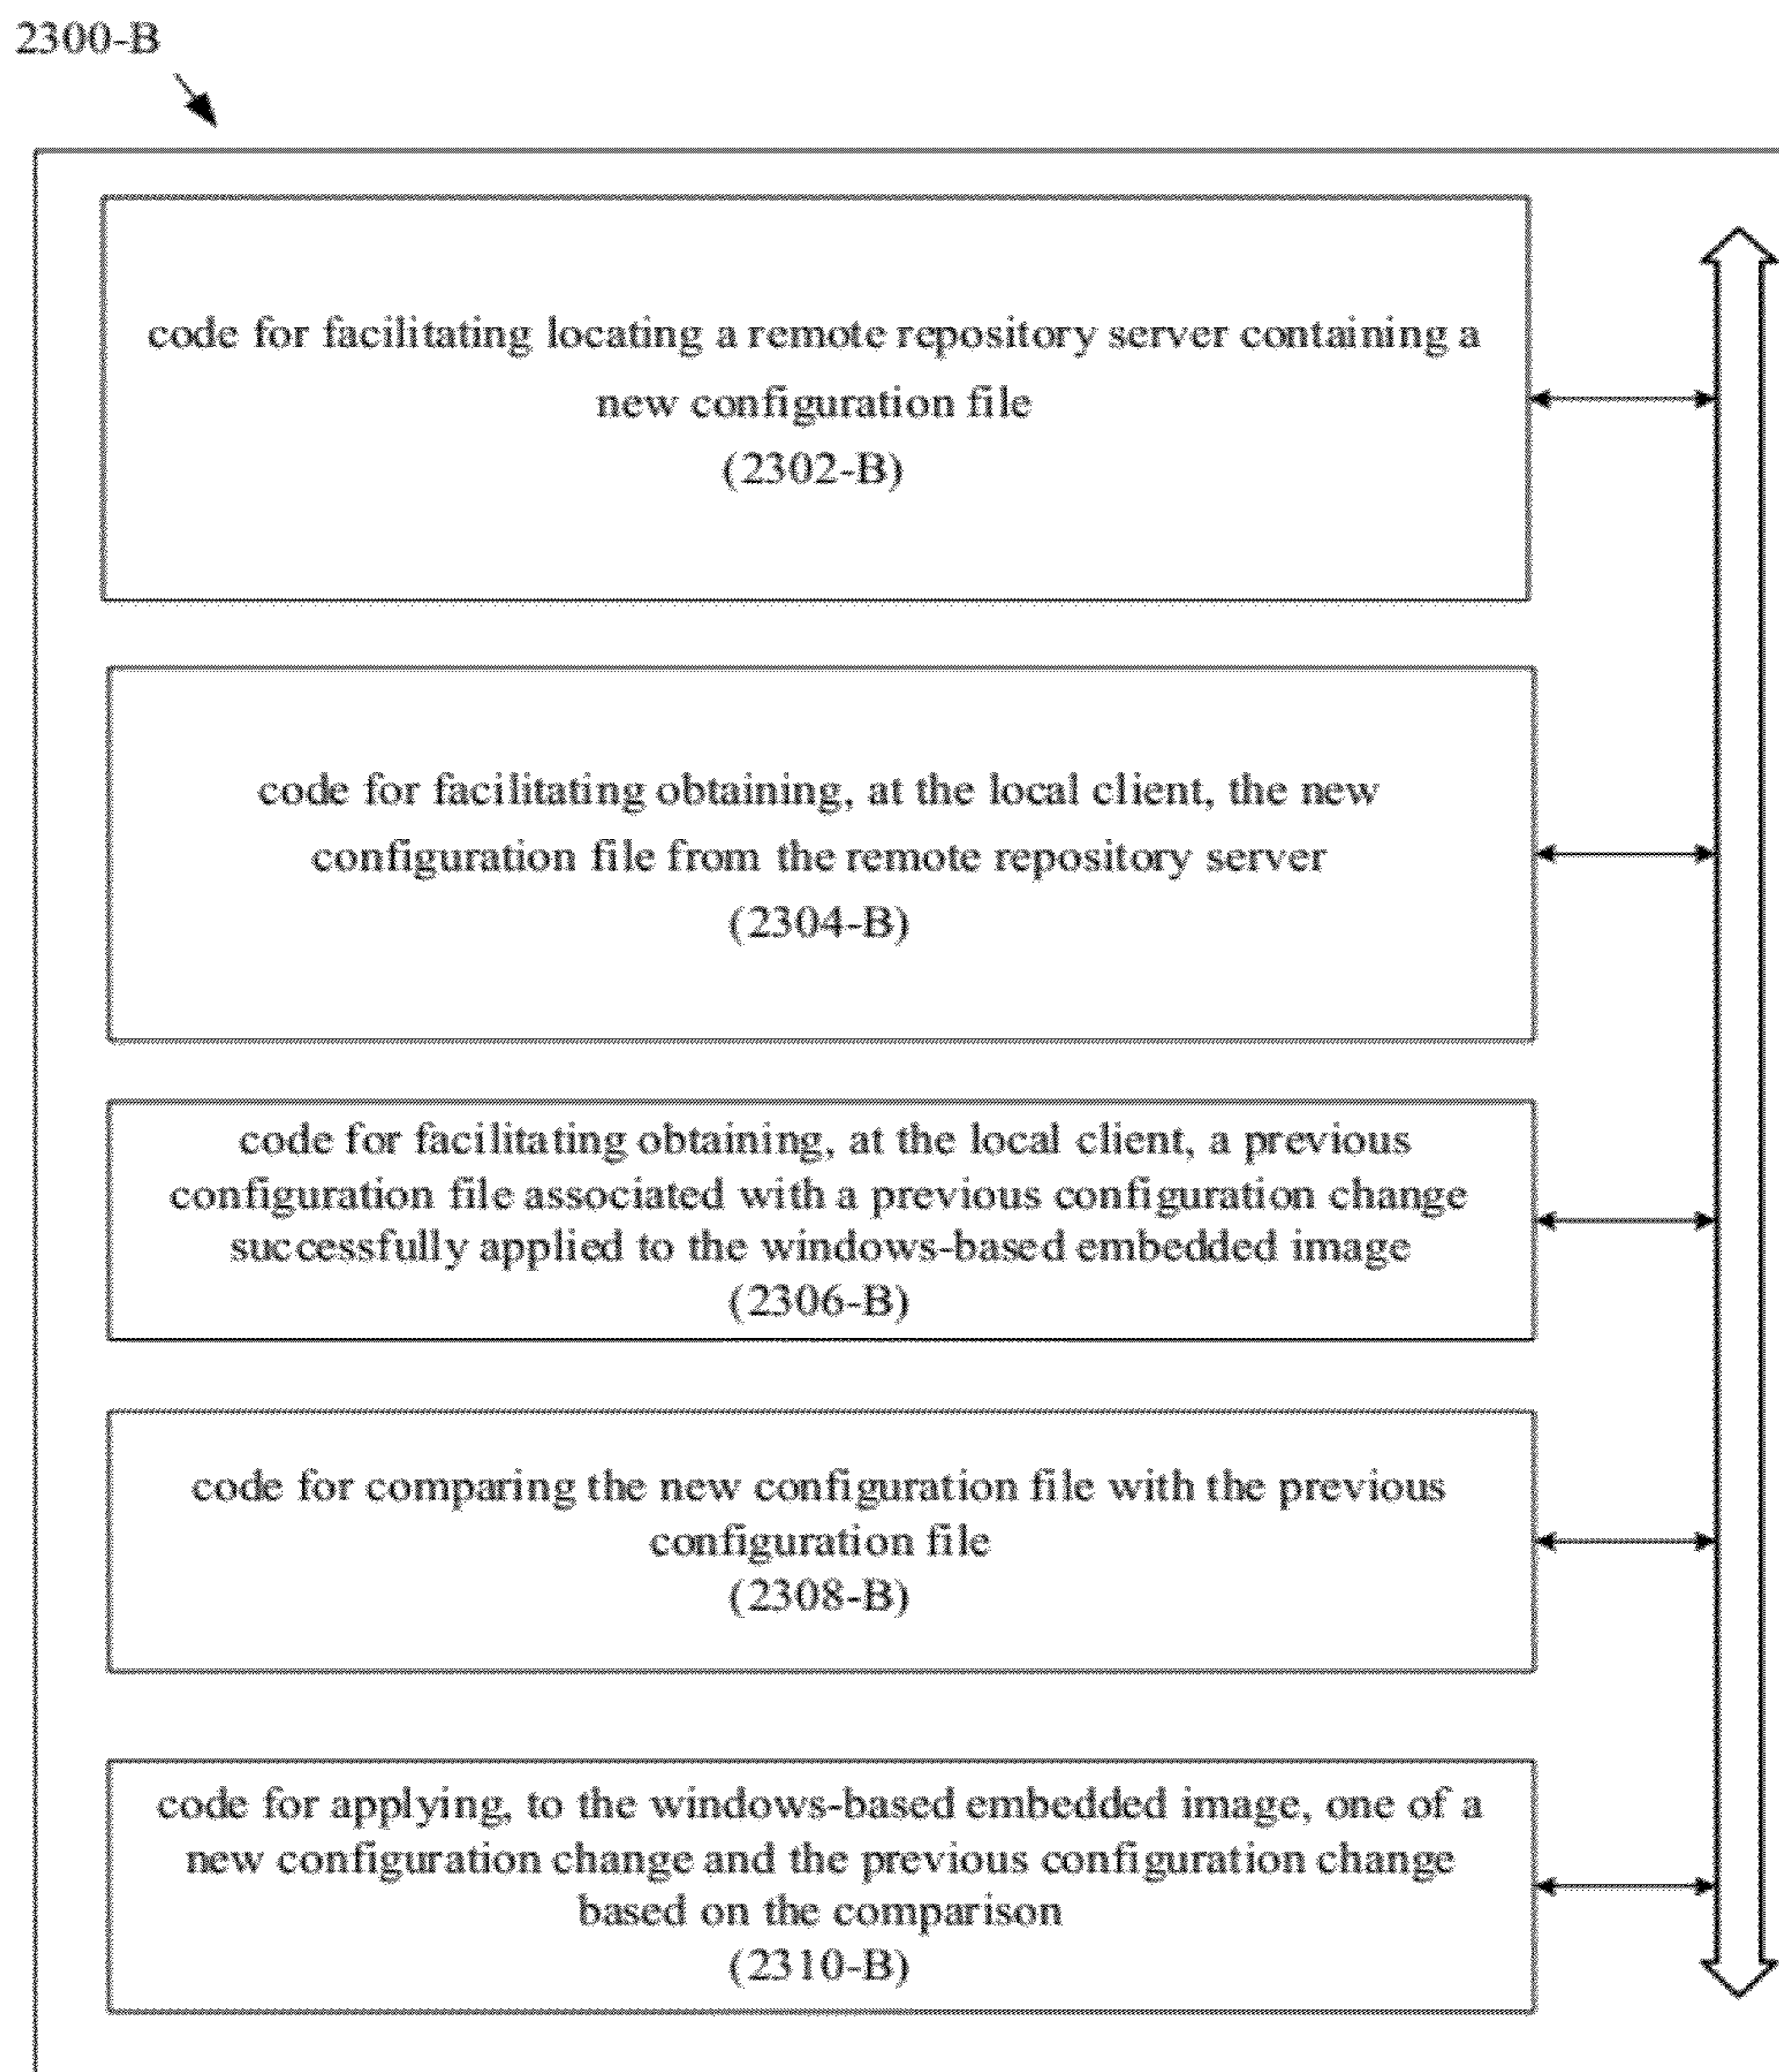 2300-B
code for facilitating locating a remote repository server containing a
new configuration file
(2302-B)
code for facilitating obtaining, at the local client, the new
configuration file from the remote repository server
(2304-B)
code for facilitating obtaining, at the local client, a previous
configuration file associated with a previous configuration change
successfully applied to the windows-based embedded image
(2306-B)
code for comparing the new configuration file with the previous
configuration file
(2308-B)
code for applying, to the windows-based embedded image, one of a
new configuration change and the previous configuration change
based on the comparison
(2310-B)